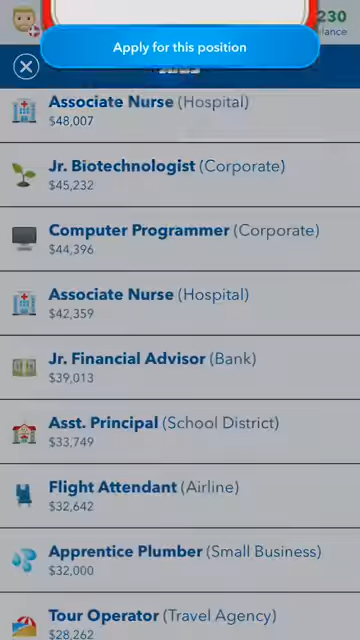 230
Apply for this position
lance
Associate Nurse (Hospital)
$48,007
Jr. Biotechnologist (Corporate)
$45,232
Computer Programmer (Corporate)
$44,396
Associate Nurse (Hospital)
$42,359
Jr. Financial Advisor (Bank)
$39,013
Asst. Principal (School District)
$33,749
Flight Attendant (Airline)
$32,642
Apprentice Plumber (Small Business)
$32,000
Tour Operator (Travel Agency)
$28,262